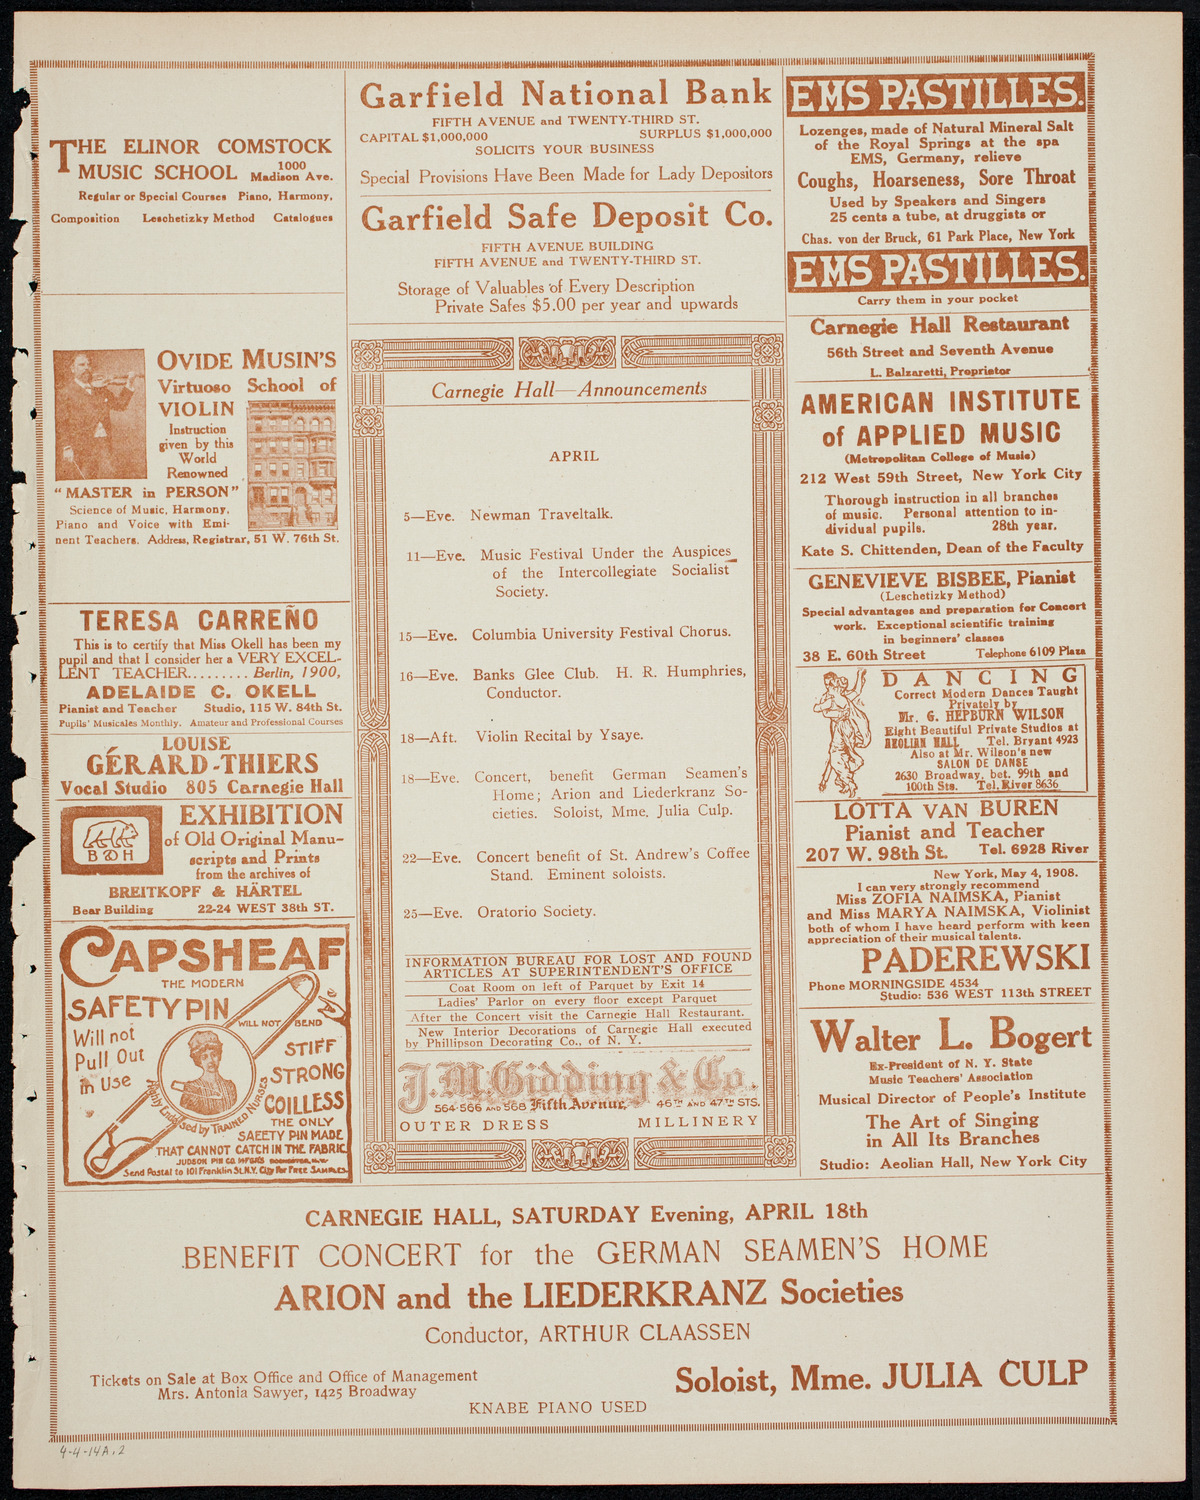 THE ELINOR COMSTOCK
MUSIC SCHOOL 1000 Madison Ave.
Regular or Special Courses Piano, Harmony,
Composition Leschetizky Method Catalogues
OVIDE MUSIN'S
Virtuoso School of
VIOLIN
Instruction
given by this
World
Renowned
"MASTER in PERSON"
Science of Music, Harmony,
Piano and Voice with Emi-
nent Teachers. Address, Registrar, 51 W. 76th St.
TERESA CARREÑO
This is to certify that Miss Okell has been my
pupil and that I consider her a VERY EXCEL-
LENT TEACHER......... Berlin, 1900,
ADELAIDE C. OKELL
Pianist and Teacher Studio, 115 W. 84th St.
Pupils' Musicales Monthly. Amateur and Professional Courses
LOUISE
GÉRARD-THIERS
Vocal Studio 805 Carnegie Hall
B & H
EXHIBITION
of Old Original Manu-
scripts and Prints
from the archives of
BREITKOPF & HÄRTEL
Bear Building 22-24 WEST 38th ST.
CAPSHEAF
THE MODERN
SAFETY PIN
WILL NOT BEND
Will not
Pull Out
in Use
STIFF
STRONG
COILLESS
Highly Endorsed by TRAINED NURSES
THE ONLY
SAFETY PIN MADE
THAT CANNOT CATCH IN THE FABRIC
JUDSON PIN CO. MFGRS. ROCHESTER, N.Y.
Send Postal to 101 Franklin St. N.Y. City for FREE SAMPLES
Garfield National Bank
FIFTH AVENUE and TWENTY-THIRD ST.
CAPITAL $1,000,000 SURPLUS $1,000,000
SOLICITS YOUR BUSINESS
Special Provisions Have Been Made for Lady Depositors
Garfield Safe Deposit Co.
FIFTH AVENUE BUILDING
FIFTH AVENUE and TWENTY-THIRD ST.
Storage of Valuables of Every Description
Private Safes $5.00 per year and upwards
Carnegie Hall—Announcements
APRIL
5—Eve. Newman Traveltalk.
11—Eve. Music Festival Under the Auspices
of the Intercollegiate Socialist
Society.
15—Eve. Columbia University Festival Chorus.
16—Eve. Banks Glee Club. H. R. Humphries,
Conductor.
18—Aft. Violin Recital by Ysaye.
18—Eve. Concert, benefit German Seamen's
Home; Arion and Liederkranz So-
cieties. Soloist, Mme. Julia Culp.
22—Eve. Concert benefit of St. Andrew's Coffee
Stand. Eminent soloists.
25—Eve. Oratorio Society.
INFORMATION BUREAU FOR LOST AND FOUND
ARTICLES AT SUPERINTENDENT'S OFFICE
Coat Room on left of Parquet by Exit 14
Ladies' Parlor on every floor except Parquet
After the Concert visit the Carnegie Hall Restaurant.
New Interior Decorations of Carnegie Hall executed
by Phillipson Decorating Co., of N. Y.
J. M. Gidding & Co.
564-566 AND 568 Fifth Avenue, 46TH AND 47TH STS.
OUTER DRESS MILLINERY
EMS PASTILLES.
Lozenges, made of Natural Mineral Salt
of the Royal Springs at the spa
EMS, Germany, relieve
Coughs, Hoarseness, Sore Throat
Used by Speakers and Singers
25 cents a tube, at druggists or
Chas. von der Bruck, 61 Park Place, New York
EMS PASTILLES.
Carry them in your pocket
Carnegie Hall Restaurant
56th Street and Seventh Avenue
L. Balzaretti, Proprietor
AMERICAN INSTITUTE
of APPLIED MUSIC
(Metropolitan College of Music)
212 West 59th Street, New York City
Thorough instruction in all branches
of music. Personal attention to in-
dividual pupils. 28th year.
Kate S. Chittenden, Dean of the Faculty
GENEVIEVE BISBEE, Pianist
(Leschetizky Method)
Special advantages and preparation for Concert
work. Exceptional scientific training
in beginners' classes
38 E. 60th Street Telephone 6109 Plaza
DANCING
Correct Modern Dances Taught
Privately by
Mr. G. HEPBURN WILSON
Eight Beautiful Private Studios at
AEOLIAN HALL Tel. Bryant 4923
Also at Mr. Wilson's new
SALON DE DANSE
2630 Broadway, bet. 99th and
100th Sts. Tel. River 8636
LOTTA VAN BUREN
Pianist and Teacher
207 W. 98th St. Tel. 6928 River
New York, May 4, 1908.
I can very strongly recommend
Miss ZOFIA NAIMSKA, Pianist
and Miss MARYA NAIMSKA, Violinist
both of whom I have heard perform with keen
appreciation of their musical talents.
PADEREWSKI
Phone MORNINGSIDE 4534
Studio: 536 WEST 113th STREET
Walter L. Bogert
Ex-President of N. Y. State
Music Teachers' Association
Musical Director of People's Institute
The Art of Singing
in All Its Branches
Studio: Aeolian Hall, New York City
CARNEGIE HALL, SATURDAY Evening, APRIL 18th
BENEFIT CONCERT for the GERMAN SEAMEN'S HOME
ARION and the LIEDERKRANZ Societies
Conductor, ARTHUR CLAASSEN
Tickets on Sale at Box Office and Office of Management
Mrs. Antonia Sawyer, 1425 Broadway
Soloist, Mme. JULIA CULP
KNABE PIANO USED
4-4-14A,2